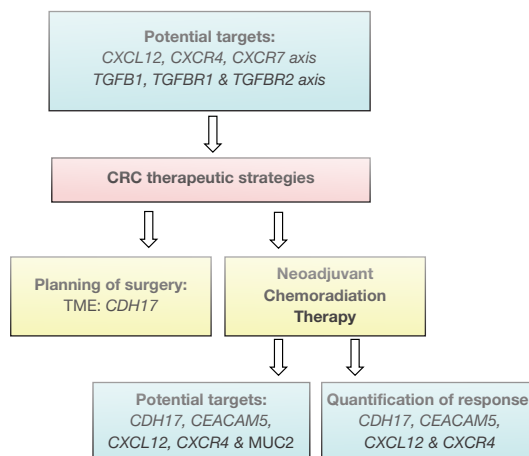 Potential targets:
CXCL12, CXCR4, CXCR7 axis
TGFB1, TGFBR1 & TGFBR2 axis
CRC therapeutic strategies
Planning of surgery:
TME: CDH17
Neoadjuvant
Chemoradiation
Therapy
Potential targets:
CDH17, CEACAM5,
CXCL12, CXCR4 & MUC2
Quantification of response:
CDH17, CEACAM5,
CXCL12 & CXCR4